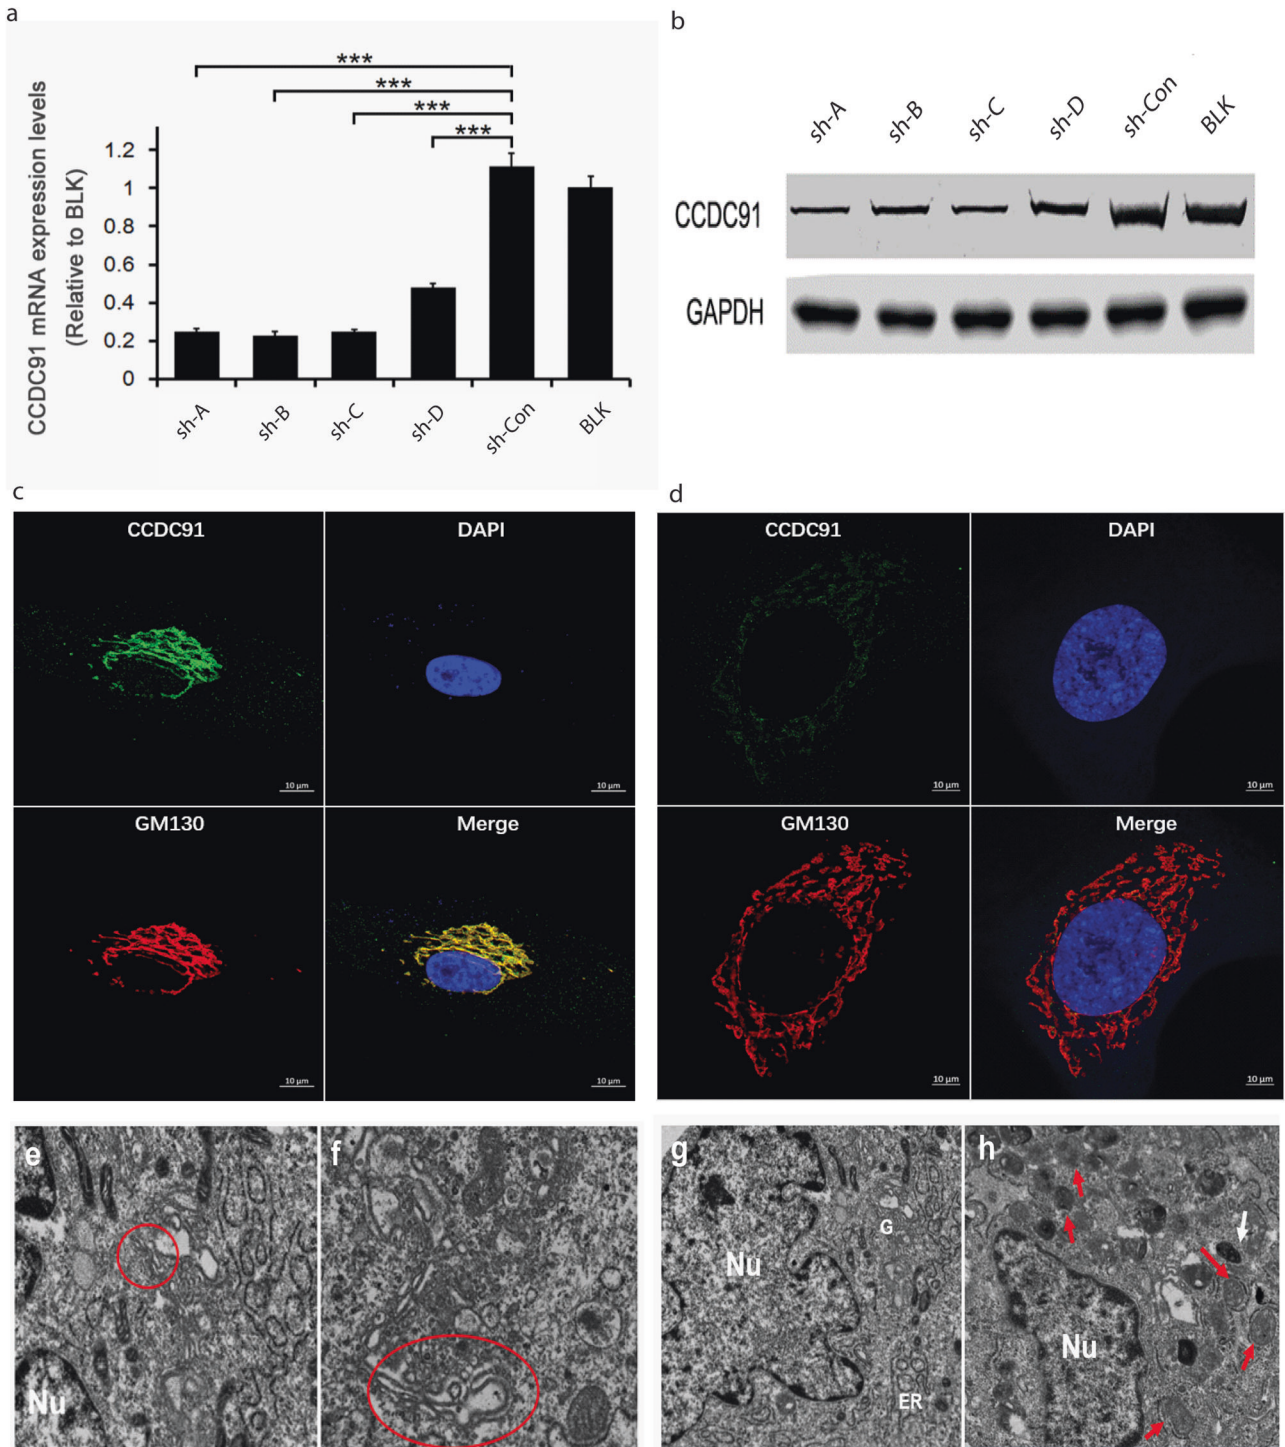 a
CCDC91 mRNA expression levels
(Relative to BLK)
***
***
***
***
1.2
1
0.8
0.6
0.4
0.2
0
sh-A
sh-B
sh-C
sh-D
sh-Con
BLK
b
sh-A
sh-B
sh-C
sh-D
sh-Con
BLK
CCDC91
GAPDH
c
CCDC91
DAPI
10 µm
10 µm
GM130
Merge
10 µm
10 µm
d
CCDC91
DAPI
10 µm
10 µm
GM130
Merge
10 µm
10 µm
e
Nu
f
g
Nu
G
ER
h
Nu